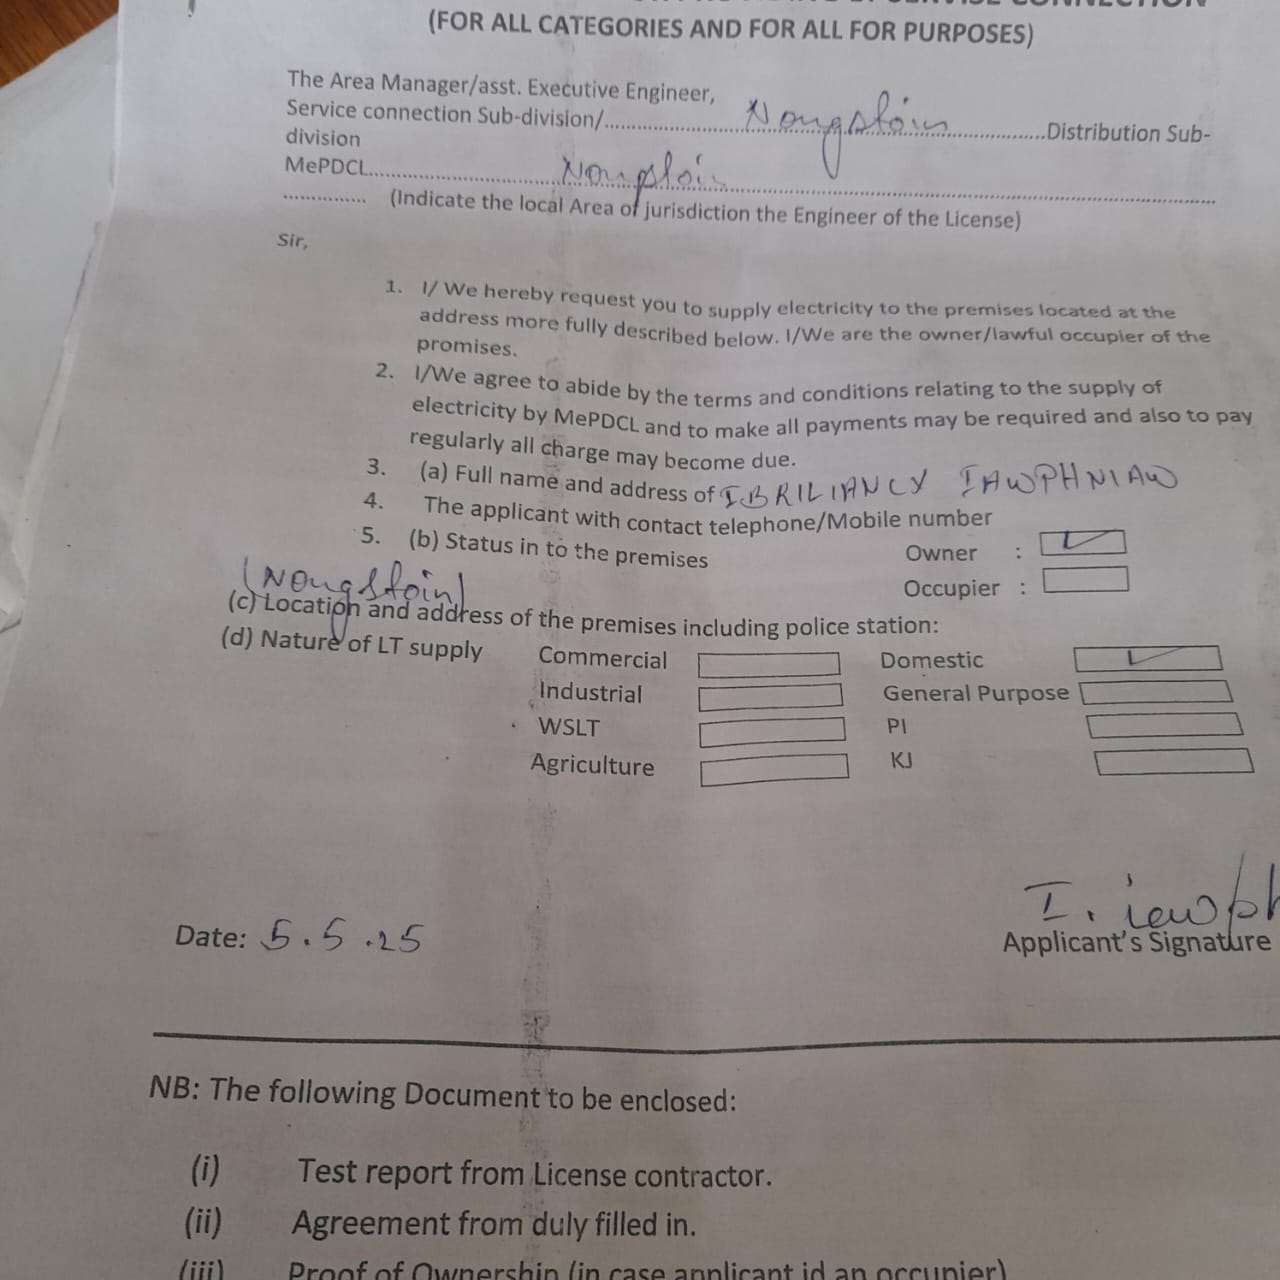 (FOR ALL CATEGORIES AND FOR ALL FOR PURPOSES)
The Area Manager/asst. Executive Engineer,
Service connection Sub-division/.....Nongstoin.....Distribution Sub-
division
MePDCL.....Nongstoin.....
.............. (Indicate the local Area of jurisdiction the Engineer of the License)
Sir,
1. I/ We hereby request you to supply electricity to the premises located at the
address more fully described below. I/We are the owner/lawful occupier of the
promises.
2. I/We agree to abide by the terms and conditions relating to the supply of
electricity by MePDCL and to make all payments may be required and also to pay
regularly all charge may become due.
3. (a) Full name and address of IBRILIANCY IAWPHNIAW
4. The applicant with contact telephone/Mobile number
5. (b) Status in to the premises Owner : ✓
Occupier :
(Nongstoin)
(c) Location and address of the premises including police station:
(d) Nature of LT supply Commercial Domestic ✓
Industrial General Purpose
WSLT PI
Agriculture KJ
I. iawph
Date: 5.5.25 Applicant's Signature
NB: The following Document to be enclosed:
(i) Test report from License contractor.
(ii) Agreement from duly filled in.
(iii) Proof of Ownership (in case applicant id an occupier)